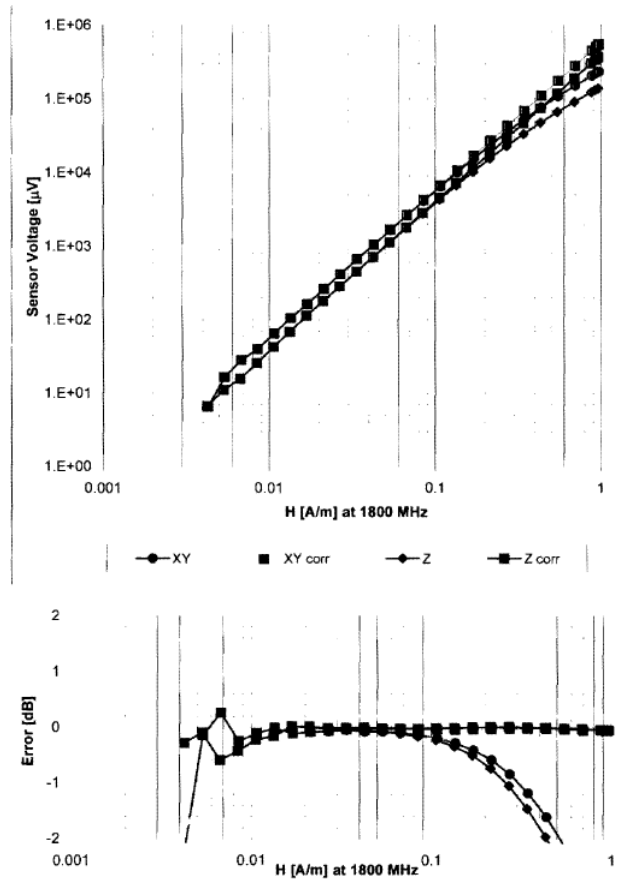 1.E+06
1.E+05
1.E+04
1.E+03
1.E+02
1.E+01
1.E+00
Sensor Voltage [µV]
0.001 0.01 0.1 1
H [A/m] at 1800 MHz
XY XY corr Z Z corr
2
1
0
-1
-2
Error [dB]
0.001 0.01 0.1 1
H [A/m] at 1800 MHz